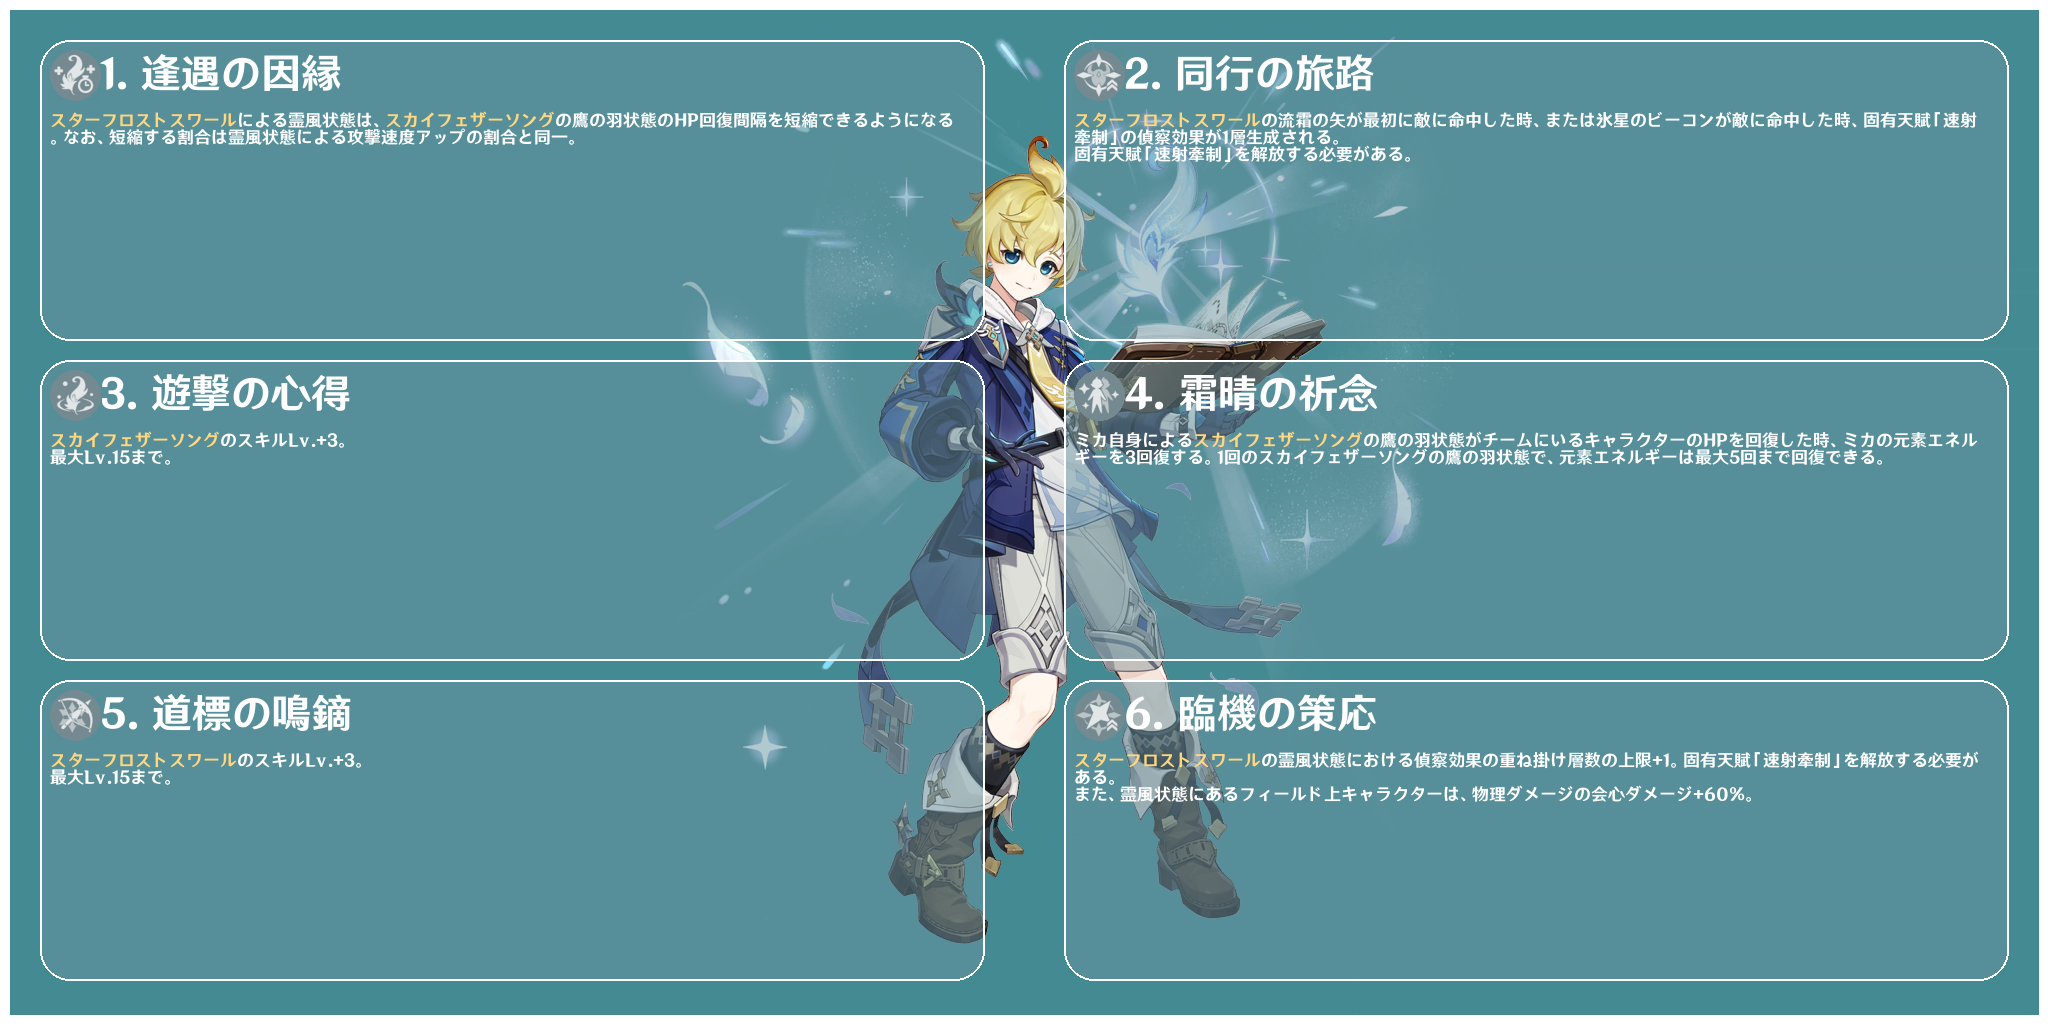 1. 逢遇の因縁
スターフロストスワールによる霊風状態は、スカイフェザーソングの鷹の羽状態のHP回復間隔を短縮できるようになる
。なお、短縮する割合は霊風状態による攻撃速度アップの割合と同一。
2. 同行の旅路
スターフロストスワールの流霜の矢が最初に敵に命中した時、または氷星のビーコンが敵に命中した時、固有天賦「速射
牽制」の偵察効果が1層生成される。
固有天賦「速射牽制」を解放する必要がある。
3. 遊撃の心得
スカイフェザーソングのスキルLv.+3。
最大Lv.15まで。
4. 霜晴の祈念
ミカ自身によるスカイフェザーソングの鷹の羽状態がチームにいるキャラクターのHPを回復した時、ミカの元素エネル
ギーを3回復する。1回のスカイフェザーソングの鷹の羽状態で、元素エネルギーは最大5回まで回復できる。
5. 道標の鳴鏑
スターフロストスワールのスキルLv.+3。
最大Lv.15まで。
6. 臨機の策応
スターフロストスワールの霊風状態における偵察効果の重ね掛け層数の上限+1。固有天賦「速射牽制」を解放する必要が
ある。
また、霊風状態にあるフィールド上キャラクターは、物理ダメージの会心ダメージ+60%。